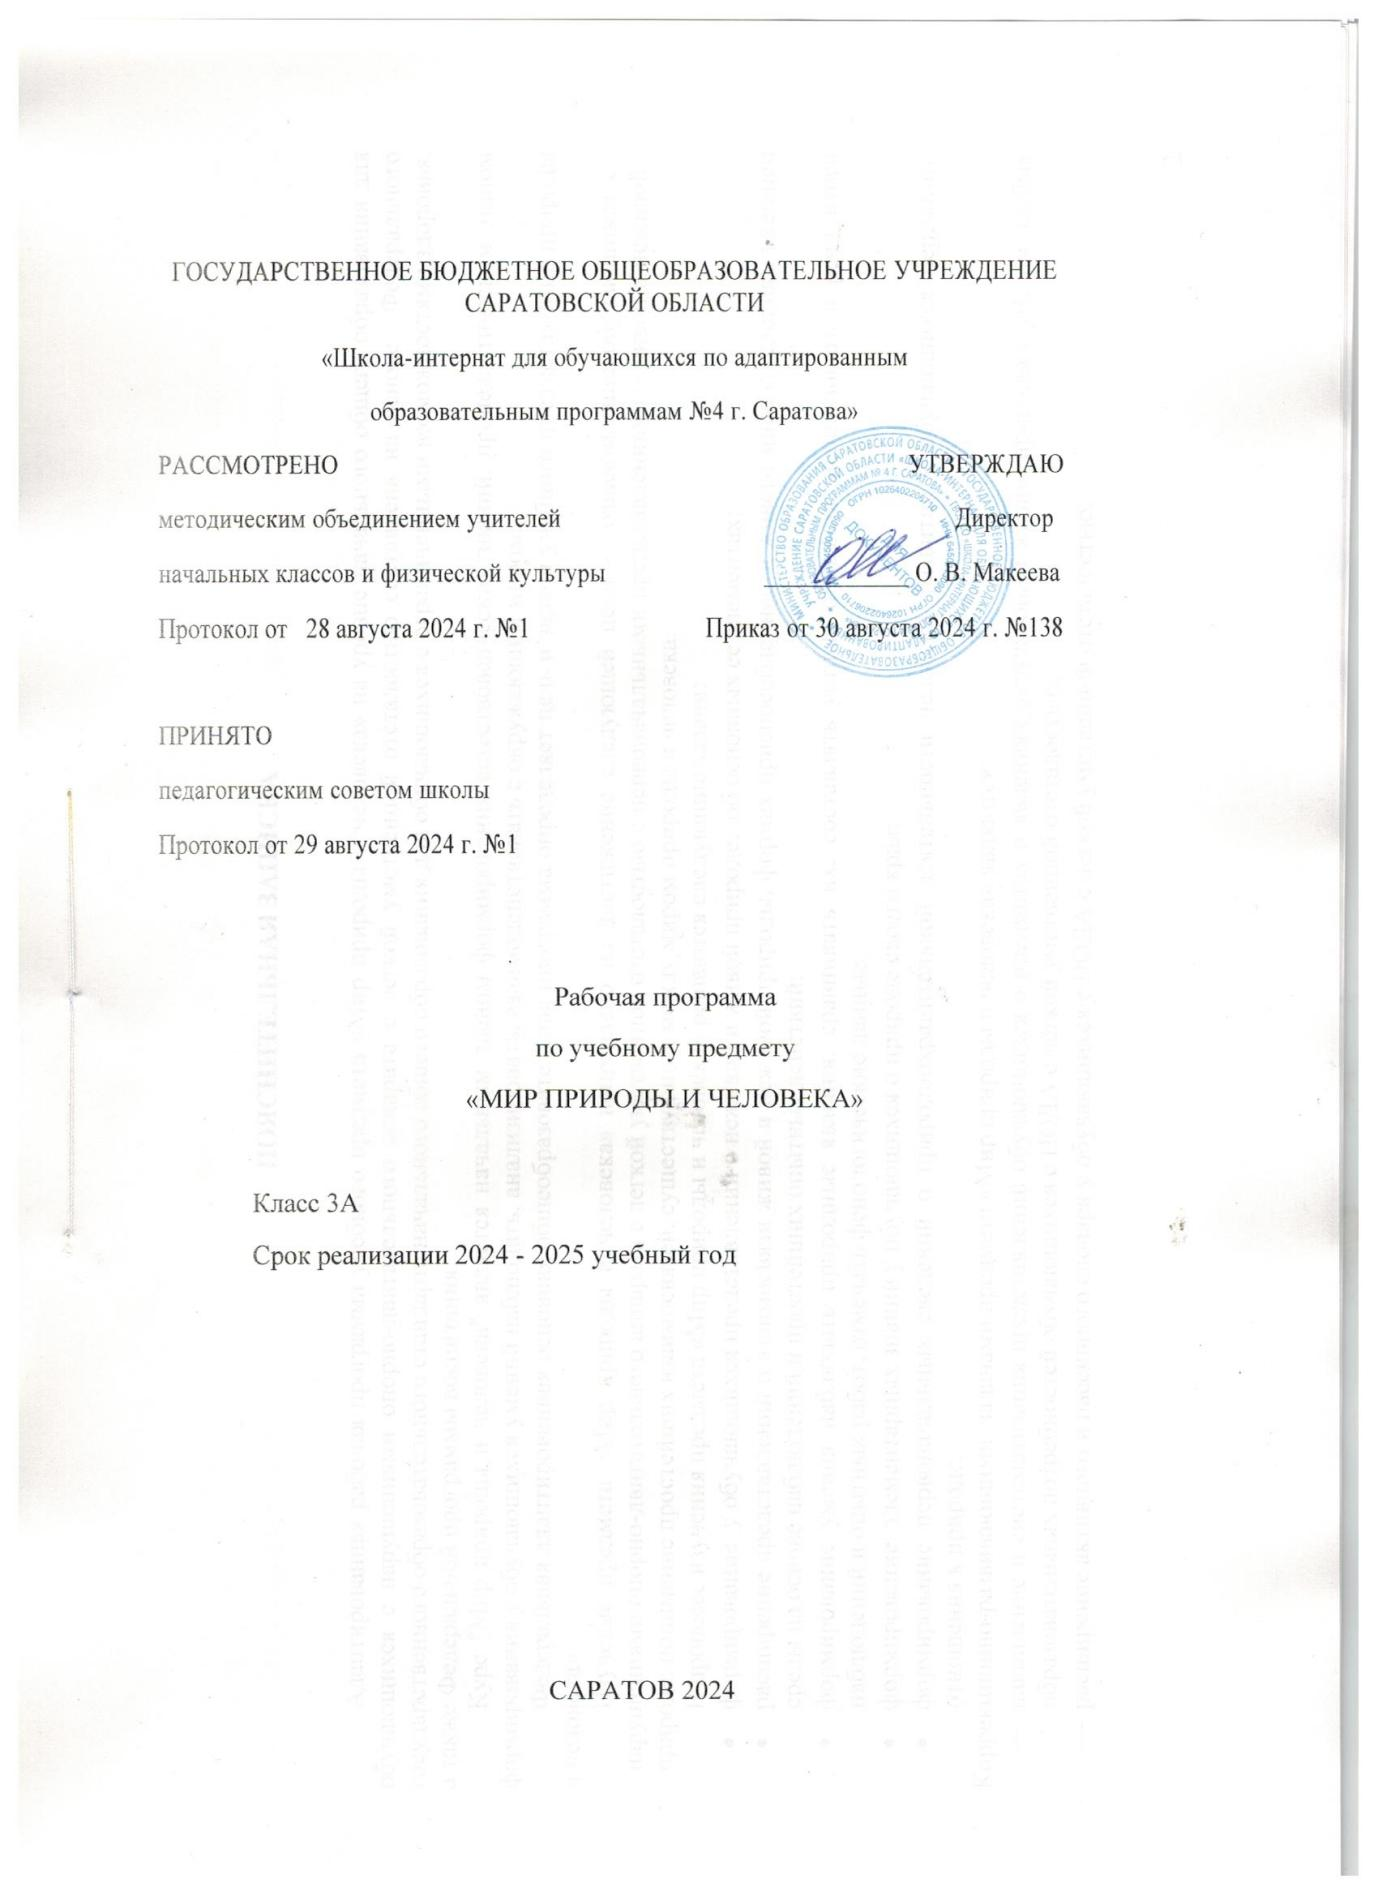 ГОСУДАРСТВЕННОЕ БЮДЖЕТНОЕ ОБЩЕОБРАЗОВАТЕЛЬНОЕ УЧРЕЖДЕНИЕ
САРАТОВСКОЙ ОБЛАСТИ
«Школа-интернат для обучающихся по адаптированным
образовательным программам №4 г. Саратова»
РАССМОТРЕНО УТВЕРЖДАЮ
методическим объединением учителей Директор
начальных классов и физической культуры О. В. Макеева
Протокол от 28 августа 2024 г. №1 Приказ от 30 августа 2024 г. №138
ДЛЯ
ДОКУМЕНТОВ
ПРИНЯТО
педагогическим советом школы
Протокол от 29 августа 2024 г. №1
Рабочая программа
по учебному предмету
«МИР ПРИРОДЫ И ЧЕЛОВЕКА»
Класс 3А
Срок реализации 2024 - 2025 учебный год
САРАТОВ 2024